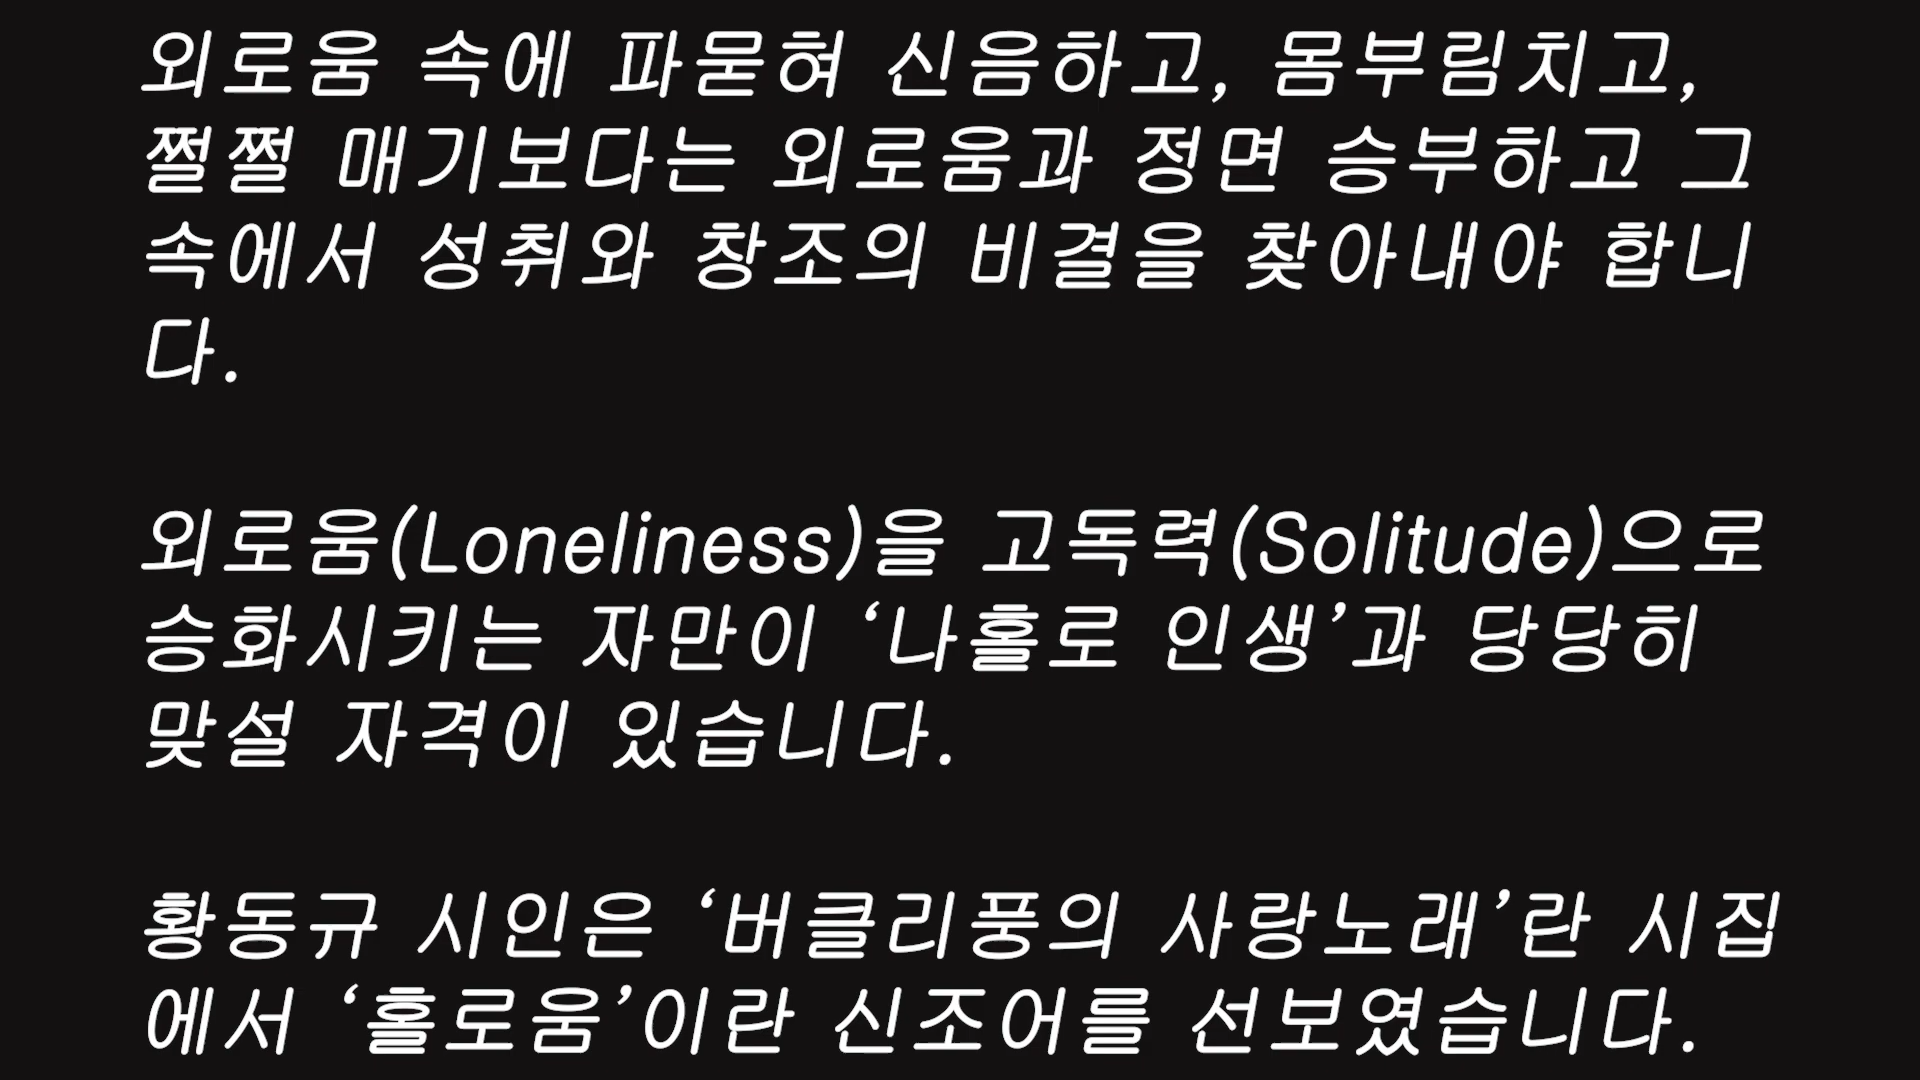 외로움 속에 파묻혀 신음하고, 몸부림치고,
쩔쩔 매기보다는 외로움과 정면 승부하고 그
속에서 성취와 창조의 비결을 찾아내야 합니
다.
외로움(Loneliness)을 고독력(Solitude)으로
승화시키는 자만이 ‘나홀로 인생’과 당당히
맞설 자격이 있습니다.
황동규 시인은 ‘버클리풍의 사랑노래’란 시집
에서 ‘홀로움’이란 신조어를 선보였습니다.